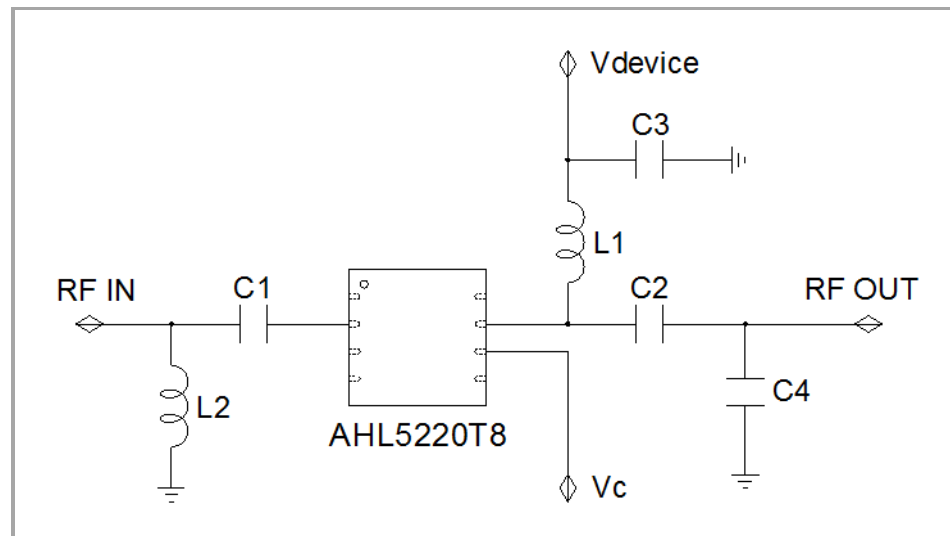 Vdevice
C3
L1
RF IN
C1
C2
RF OUT
L2
C4
AHL5220T8
Vc